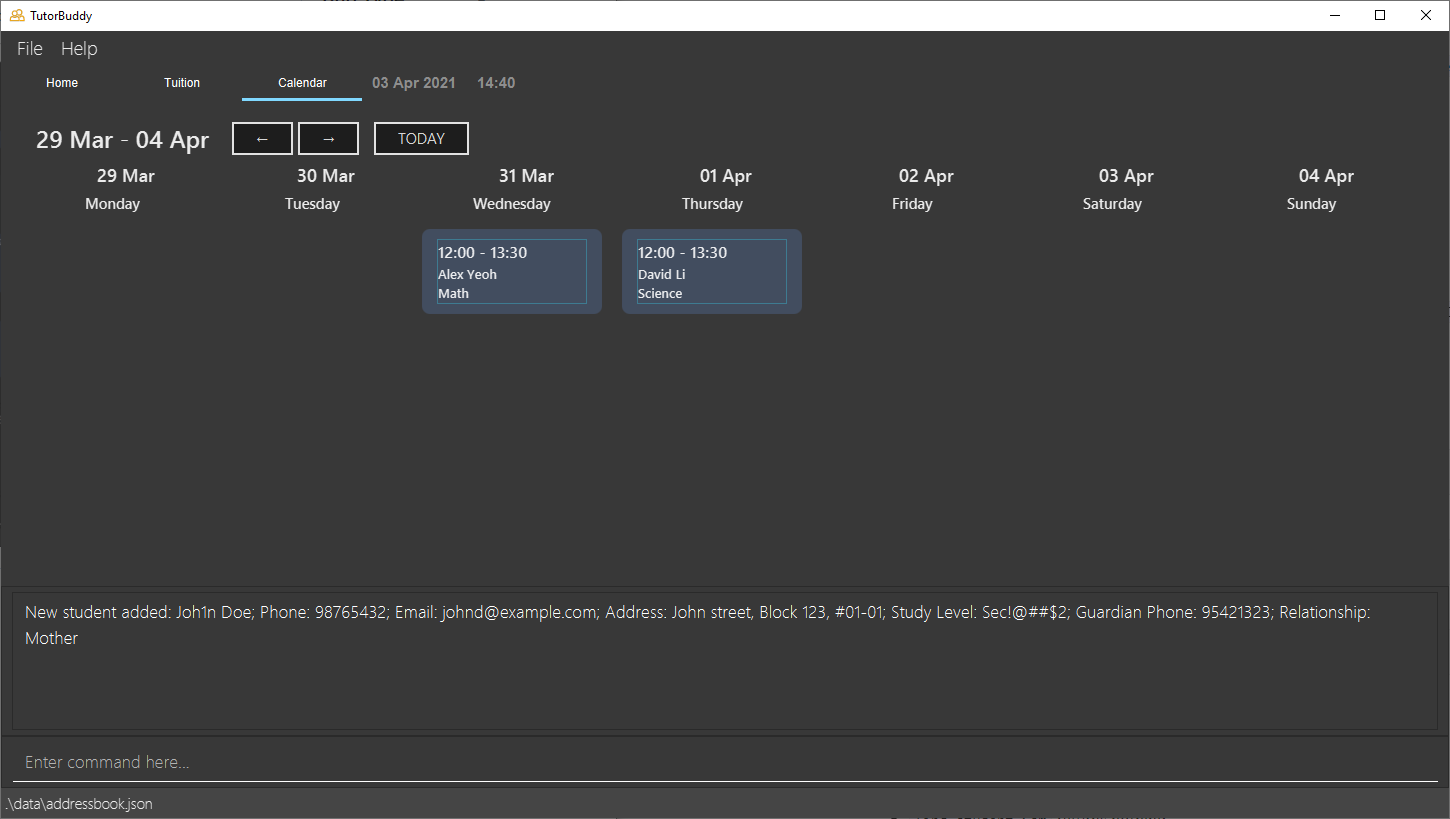 TutorBuddy
File Help
Home Tuition Calendar 03 Apr 2021 14:40
29 Mar - 04 Apr ← → TODAY
29 Mar 30 Mar 31 Mar 01 Apr 02 Apr 03 Apr 04 Apr
Monday Tuesday Wednesday Thursday Friday Saturday Sunday
12:00 - 13:30 12:00 - 13:30
Alex Yeoh David Li
Math Science
New student added: Joh1n Doe; Phone: 98765432; Email: johnd@example.com; Address: John street, Block 123, #01-01; Study Level: Sec!@##$2; Guardian Phone: 95421323; Relationship:
Mother
Enter command here...
.\data\addressbook.json